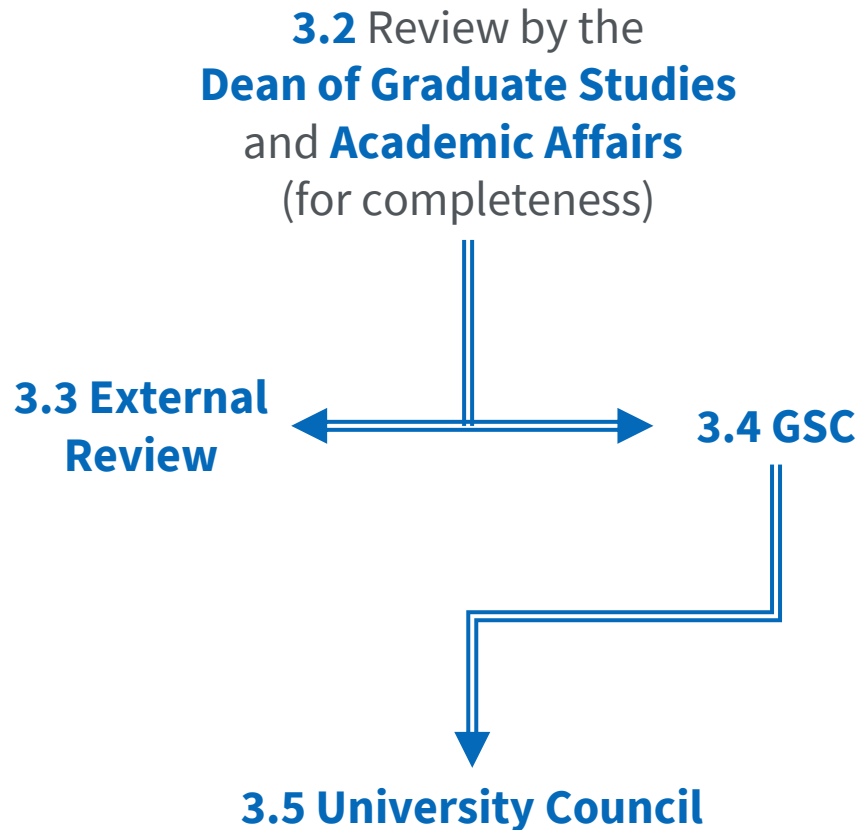 3.2 Review by the
Dean of Graduate Studies
and Academic Affairs
(for completeness)
3.3 External
Review
3.4 GSC
3.5 University Council